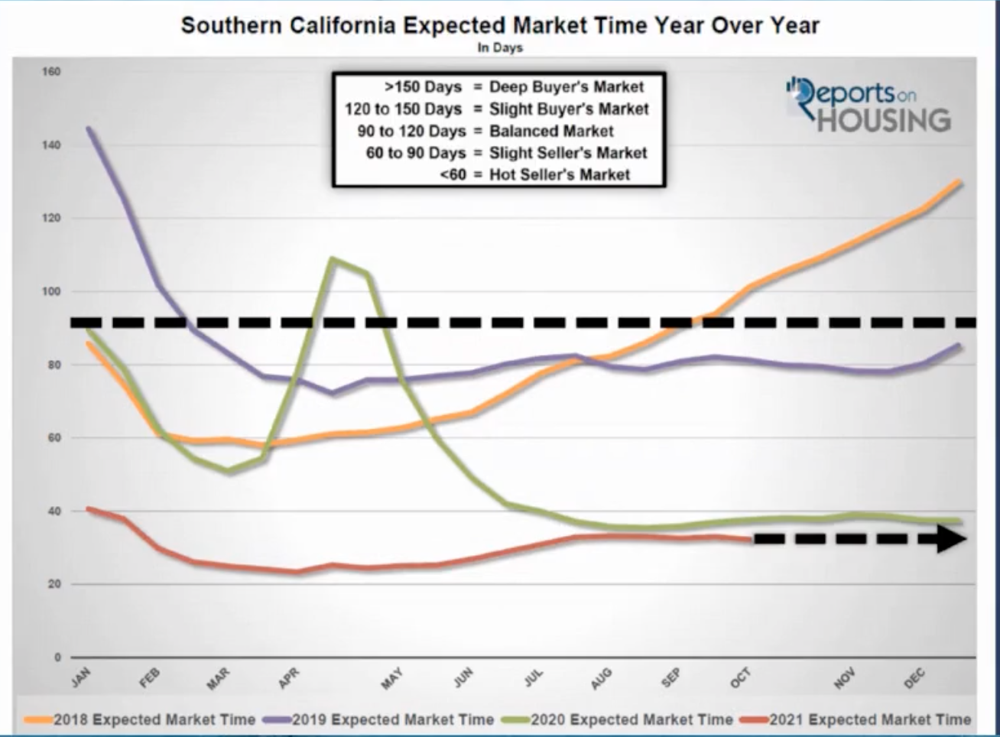 Southern California Expected Market Time Year Over Year
In Days
160
>150 Days = Deep Buyer's Market
120 to 150 Days = Slight Buyer's Market
90 to 120 Days = Balanced Market
60 to 90 Days = Slight Seller's Market
<60 = Hot Seller's Market
Reports on
HOUSING
140
120
100
80
60
40
20
0
JAN FEB MAR APR MAY JUN JUL AUG SEP OCT NOV DEC
2018 Expected Market Time 2019 Expected Market Time 2020 Expected Market Time 2021 Expected Market Time